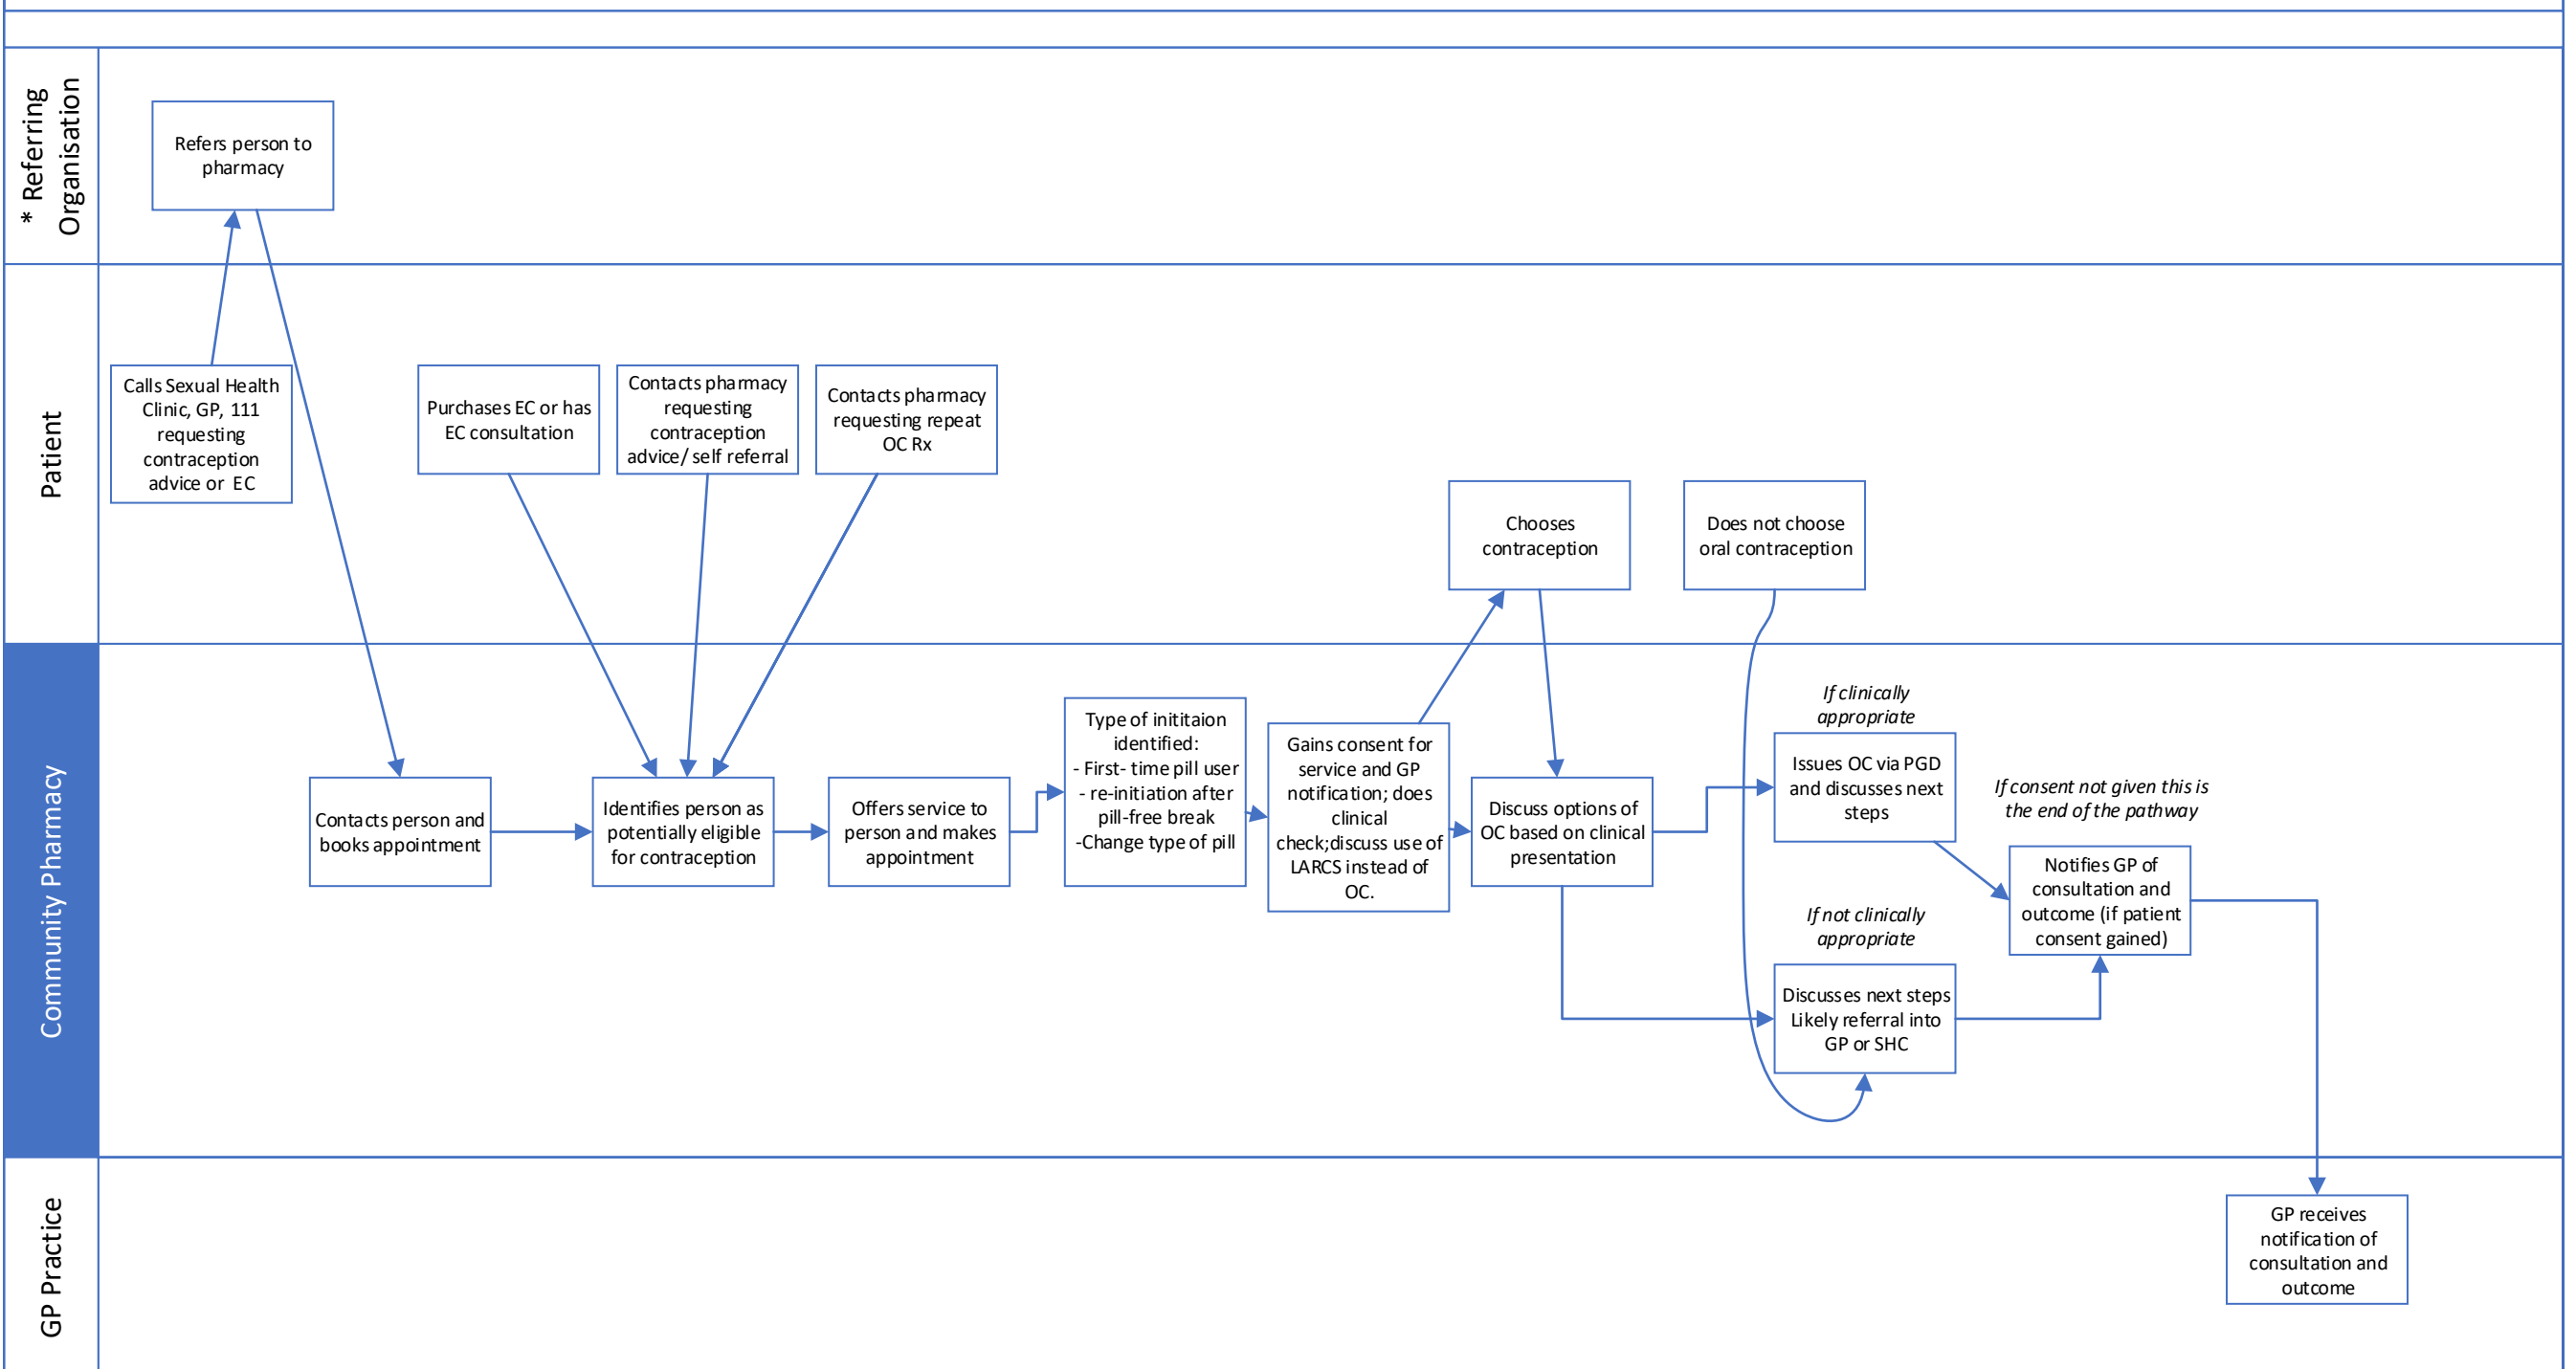 * Referring
Organisation
Refers person to
pharmacy
Patient
Calls Sexual Health
Clinic, GP, 111
requesting
contraception
advice or EC
Purchases EC or has
EC consultation
Contacts pharmacy
requesting
contraception
advice/ self referral
Contacts pharmacy
requesting repeat
OC Rx
Chooses
contraception
Does not choose
oral contraception
Community Pharmacy
Contacts person and
books appointment
Identifies person as
potentially eligible
for contraception
Offers service to
person and makes
appointment
Type of inititaion
identified:
- First- time pill user
- re-initiation after
pill-free break
-Change type of pill
Gains consent for
service and GP
notification; does
clinical
check;discuss use of
LARCS instead of
OC.
Discuss options of
OC based on clinical
presentation
If clinically
appropriate
Issues OC via PGD
and discusses next
steps
If not clinically
appropriate
Discusses next steps
Likely referral into
GP or SHC
If consent not given this is
the end of the pathway
Notifies GP of
consultation and
outcome (if patient
consent gained)
GP Practice
GP receives
notification of
consultation and
outcome